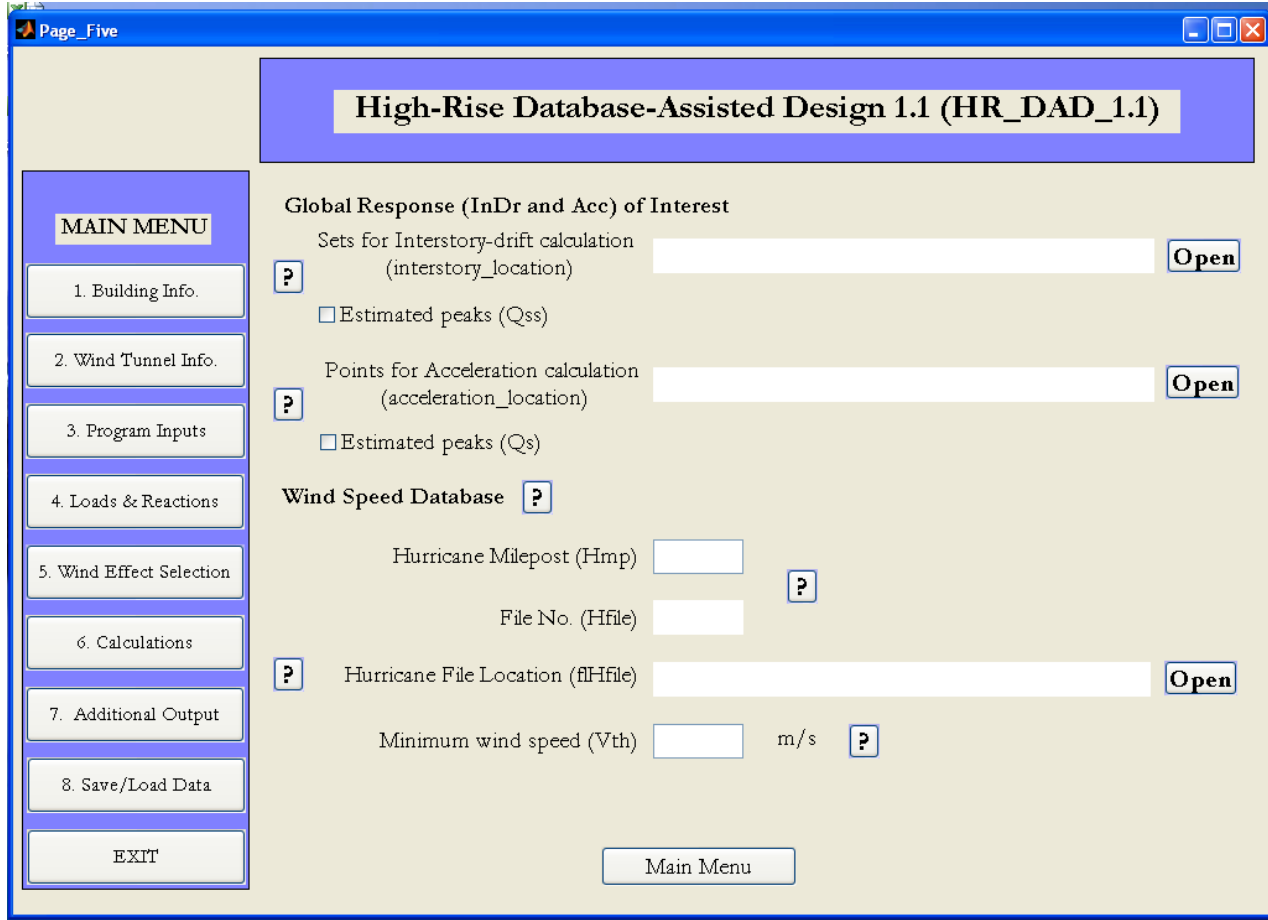 Page_Five
High-Rise Database-Assisted Design 1.1 (HR_DAD_1.1)
MAIN MENU
1. Building Info.
2. Wind Tunnel Info.
3. Program Inputs
4. Loads & Reactions
5. Wind Effect Selection
6. Calculations
7. Additional Output
8. Save/Load Data
EXIT
Global Response (InDr and Acc) of Interest
Sets for Interstory-drift calculation
(interstory_location)
?
Open
Estimated peaks (Qss)
Points for Acceleration calculation
(acceleration_location)
?
Open
Estimated peaks (Qs)
Wind Speed Database ?
Hurricane Milepost (Hmp)
?
File No. (Hfile)
? Hurricane File Location (flHfile) Open
Minimum wind speed (Vth) m/s ?
Main Menu